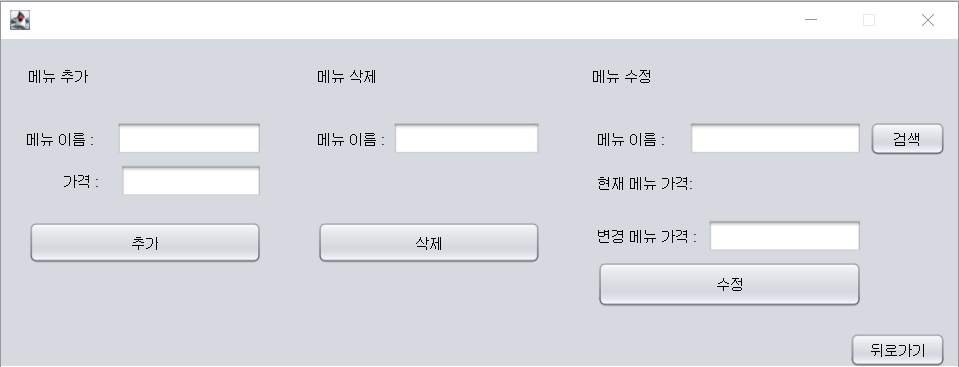 메뉴 추가
메뉴 이름 :
가격 :
추가
메뉴 삭제
메뉴 이름 :
삭제
메뉴 수정
메뉴 이름 :
검색
현재 메뉴 가격:
변경 메뉴 가격 :
수정
뒤로가기